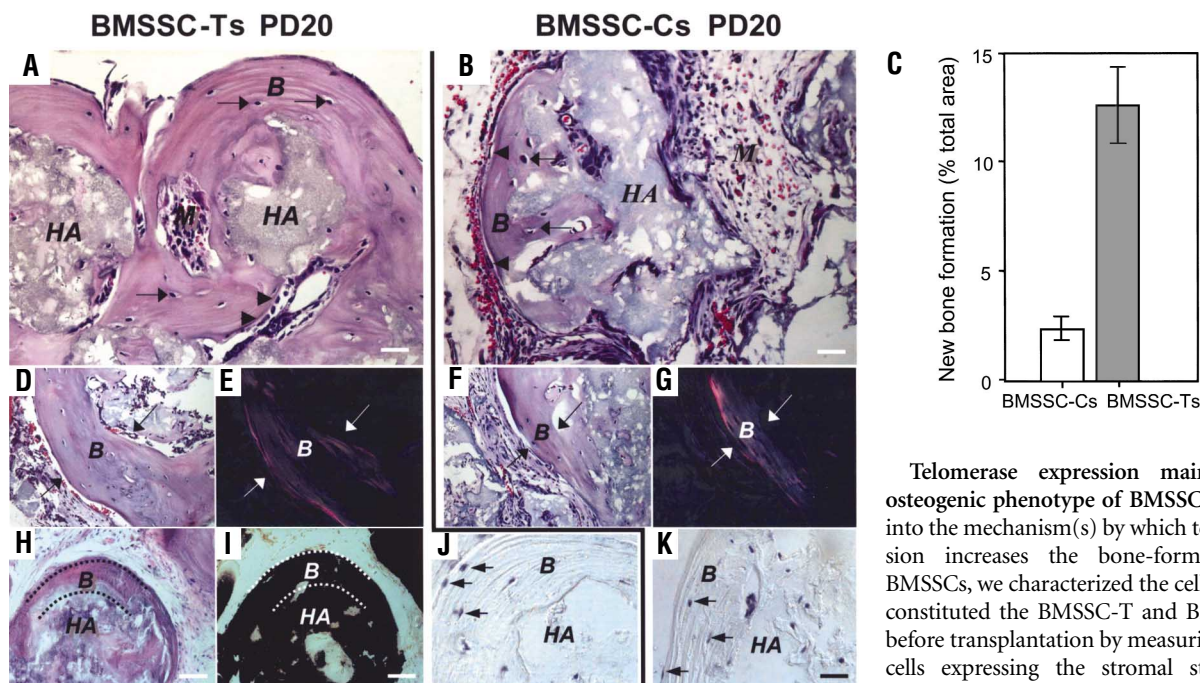 BMSSC-Ts PD20
BMSSC-Cs PD20
A
B
HA
M
HA
B
B
HA
M
C
New bone formation (% total area)
15
10
5
0
BMSSC-Cs
BMSSC-Ts
D
B
E
B
F
B
G
B
H
B
HA
I
B
HA
J
B
HA
K
B
HA
Telomerase expression main
osteogenic phenotype of BMSSC
into the mechanism(s) by which te
sion increases the bone-form
BMSSCs, we characterized the cel
constituted the BMSSC-T and B
before transplantation by measuri
cells expressing the stromal st